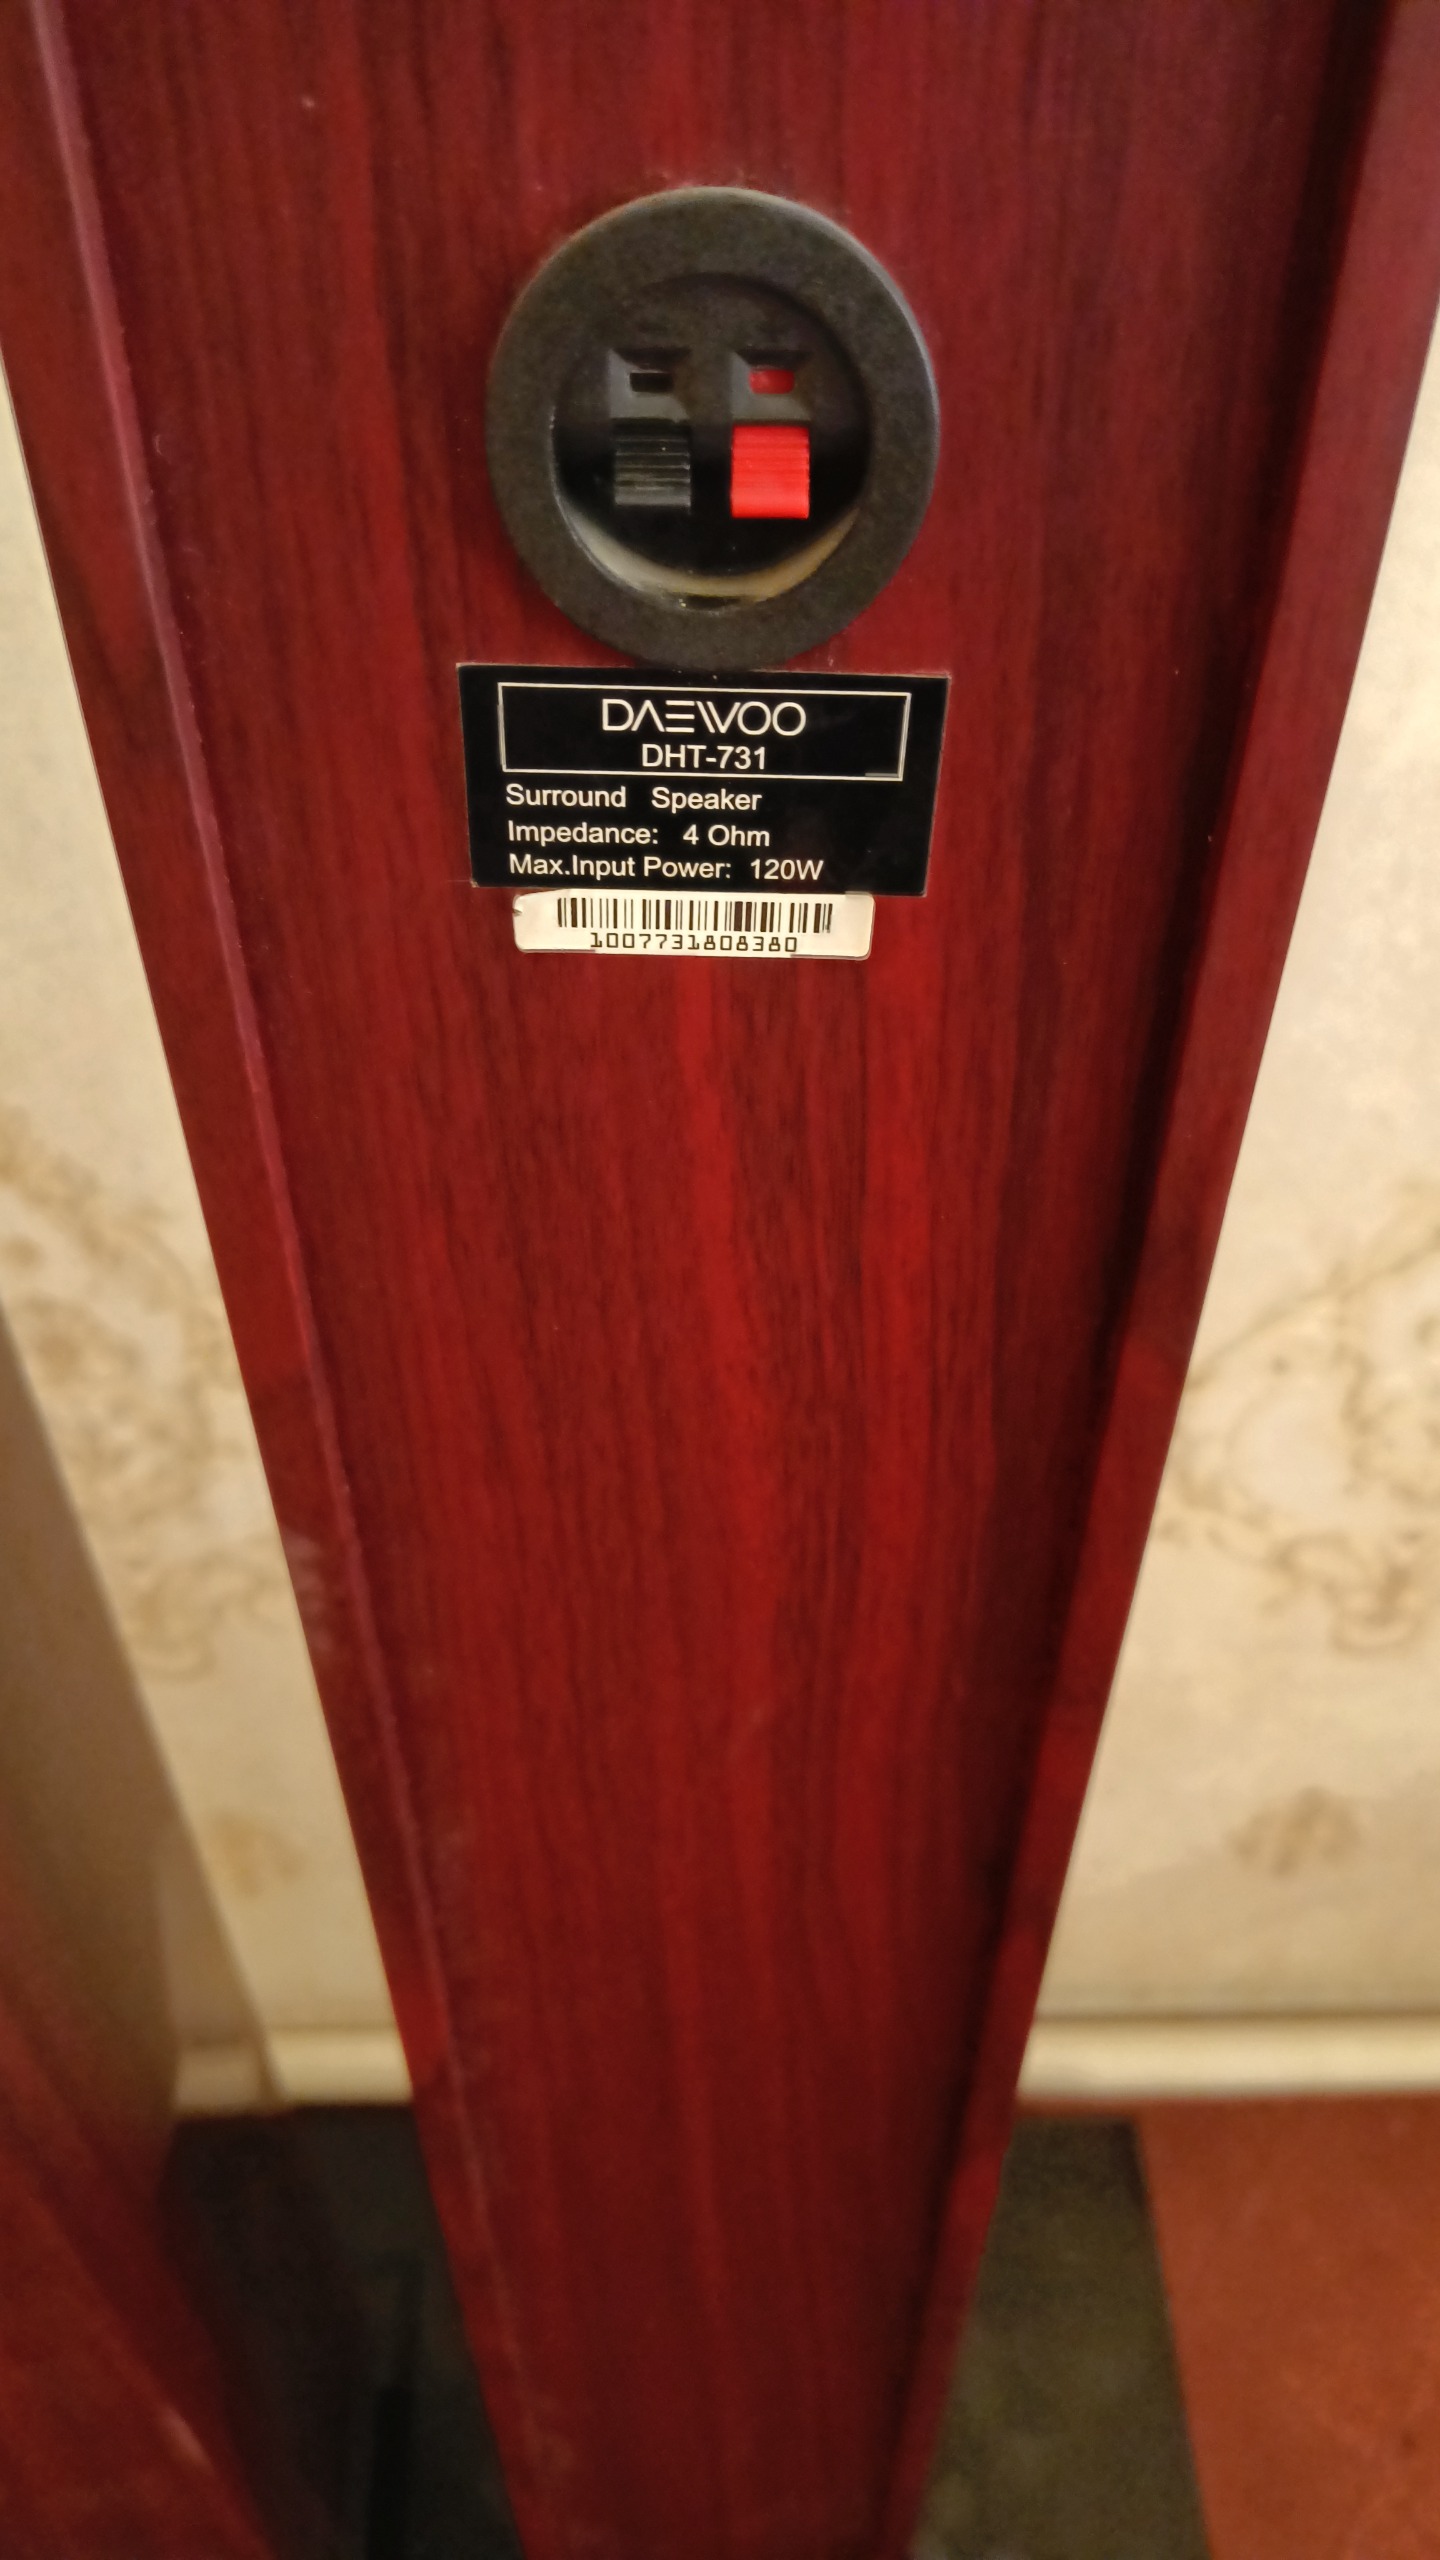 DAEWOO
DHT-731
Surround Speaker
Impedance: 4 Ohm
Max.Input Power: 120W
1007731808380